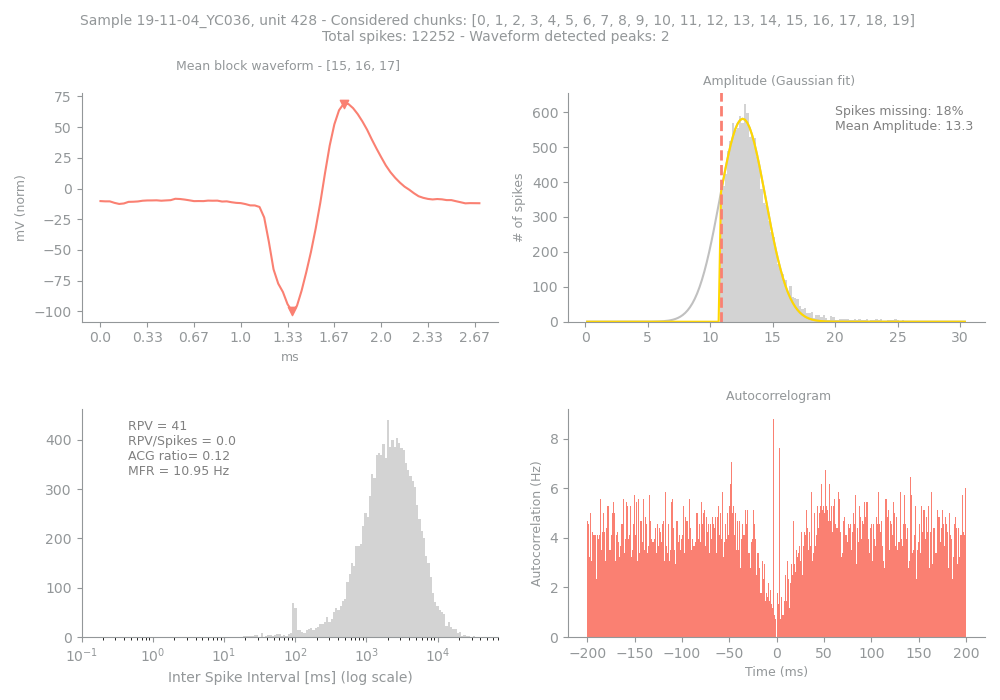 Sample 19-11-04_YC036, unit 428 - Considered chunks: [0, 1, 2, 3, 4, 5, 6, 7, 8, 9, 10, 11, 12, 13, 14, 15, 16, 17, 18, 19]
Total spikes: 12252 - Waveform detected peaks: 2
Mean block waveform - [15, 16, 17]
mV (norm)
75
50
25
0
−25
−50
−75
−100
0.0 0.33 0.67 1.0 1.33 1.67 2.0 2.33 2.67
ms
Amplitude (Gaussian fit)
Spikes missing: 18%
Mean Amplitude: 13.3
# of spikes
600
500
400
300
200
100
0
0 5 10 15 20 25 30
RPV = 41
RPV/Spikes = 0.0
ACG ratio= 0.12
MFR = 10.95 Hz
400
300
200
100
0
10−1 100 101 102 103 104
Inter Spike Interval [ms] (log scale)
Autocorrelogram
Autocorrelation (Hz)
8
6
4
2
0
−200 −150 −100 −50 0 50 100 150 200
Time (ms)